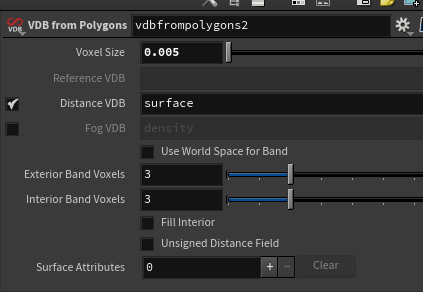 VDB VDB from Polygons vdbfrompolygons2
Voxel Size 0.005
Reference VDB
Distance VDB surface
Fog VDB density
Use World Space for Band
Exterior Band Voxels 3
Interior Band Voxels 3
Fill Interior
Unsigned Distance Field
Surface Attributes 0 + − Clear